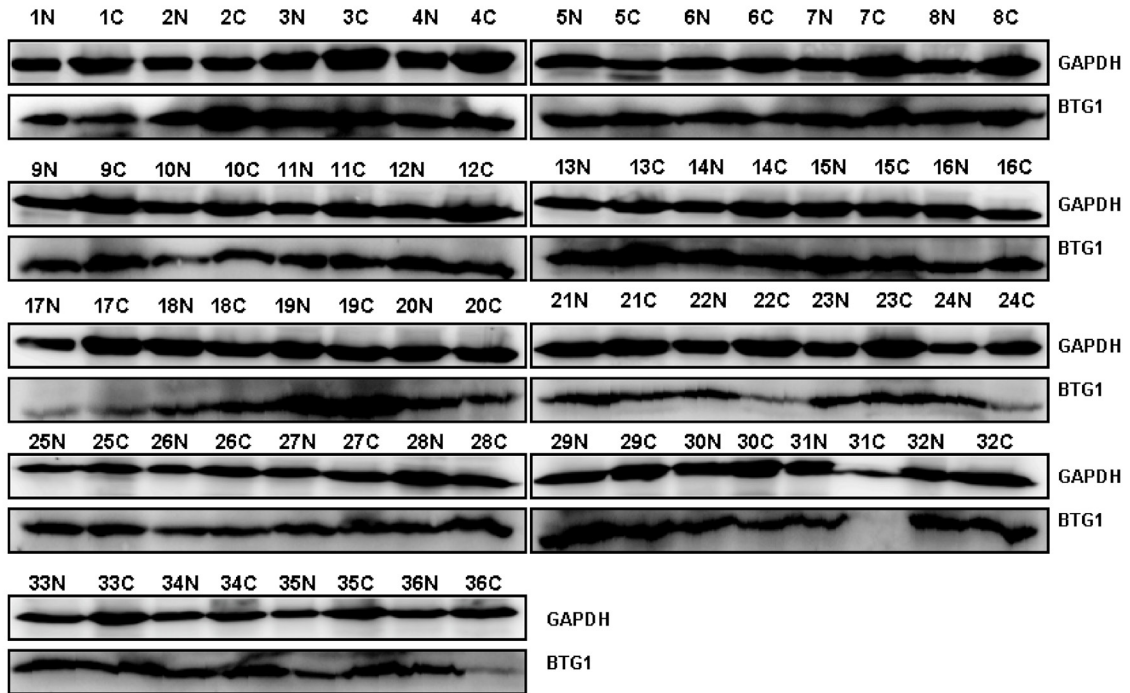 1N 1C 2N 2C 3N 3C 4N 4C 5N 5C 6N 6C 7N 7C 8N 8C
GAPDH
BTG1
9N 9C 10N 10C 11N 11C 12N 12C 13N 13C 14N 14C 15N 15C 16N 16C
GAPDH
BTG1
17N 17C 18N 18C 19N 19C 20N 20C 21N 21C 22N 22C 23N 23C 24N 24C
GAPDH
BTG1
25N 25C 26N 26C 27N 27C 28N 28C 29N 29C 30N 30C 31N 31C 32N 32C
GAPDH
BTG1
33N 33C 34N 34C 35N 35C 36N 36C
GAPDH
BTG1